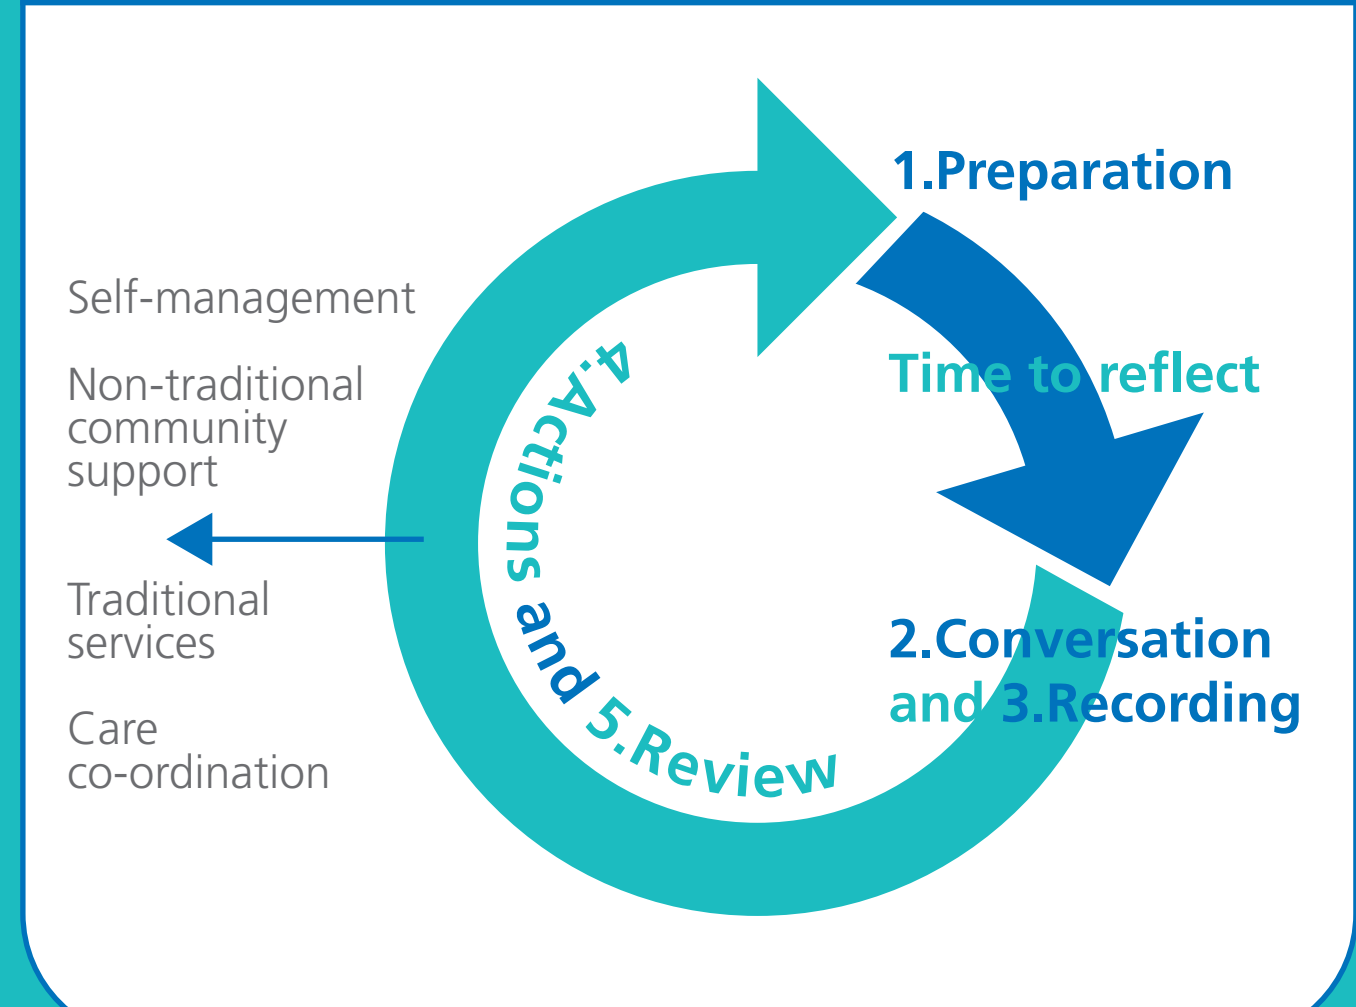 1.Preparation
Time to reflect
2.Conversation
and 3.Recording
4.Actions and 5.Review
Self-management
Non-traditional
community
support
Traditional
services
Care
co-ordination